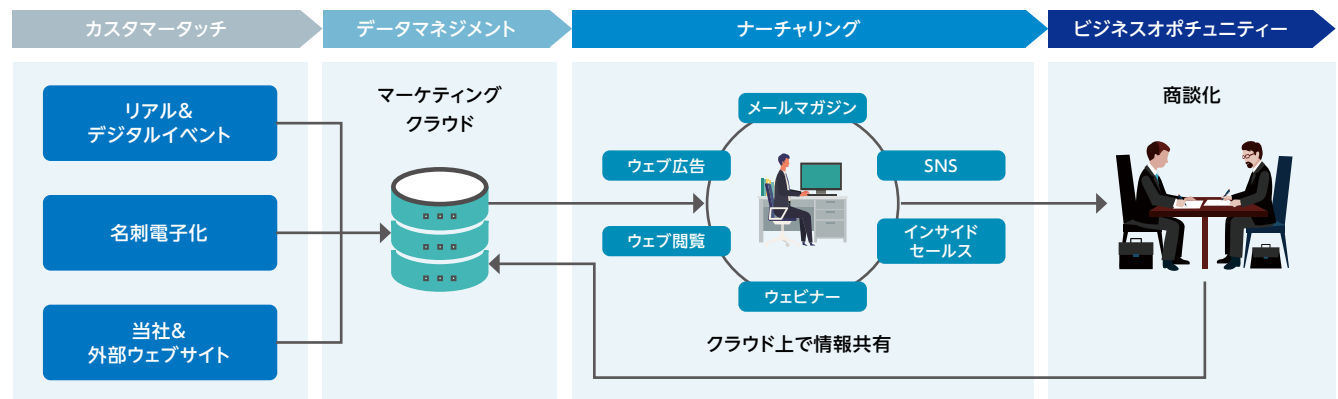 カスタマータッチ
データマネジメント
ナーチャリング
ビジネスオポチュニティー
リアル&
デジタルイベント
名刺電子化
当社&
外部ウェブサイト
マーケティング
クラウド
メールマガジン
ウェブ広告
SNS
ウェブ閲覧
インサイド
セールス
ウェビナー
クラウド上で情報共有
商談化